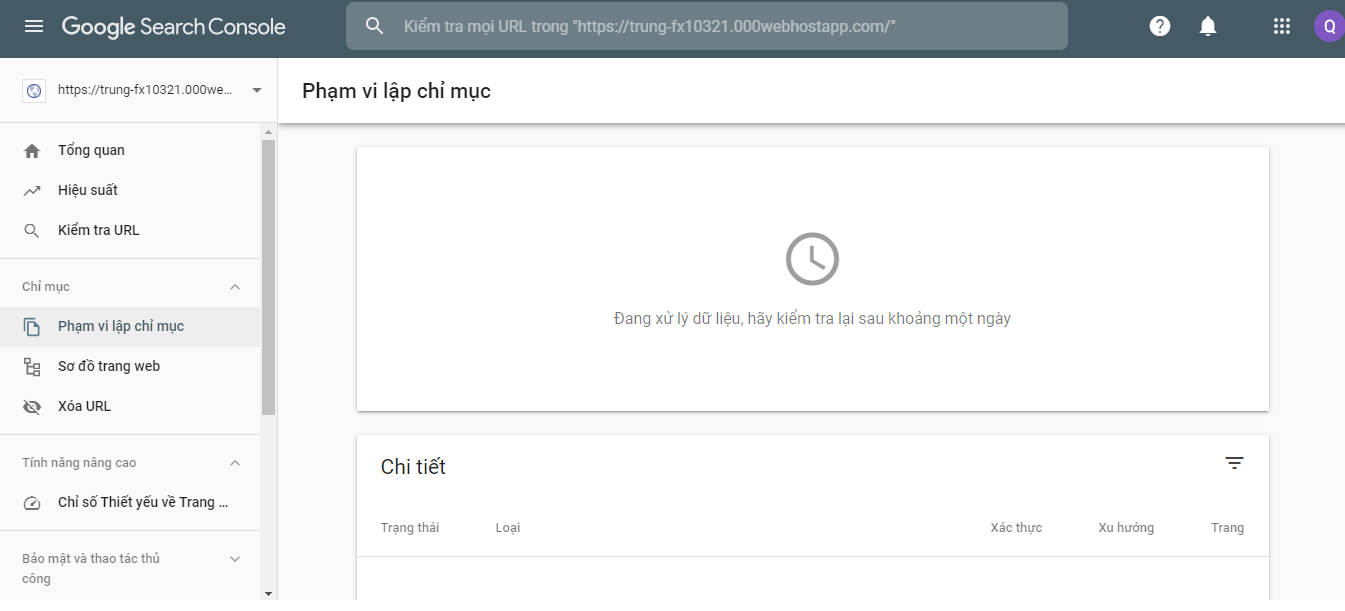 Google Search Console
Kiểm tra mọi URL trong "https://trung-fx10321.000webhostapp.com/"
Q
https://trung-fx10321.000we...
Phạm vi lập chỉ mục
Tổng quan
Hiệu suất
Kiểm tra URL
Chỉ mục
Phạm vi lập chỉ mục
Sơ đồ trang web
Xóa URL
Tính năng nâng cao
Chỉ số Thiết yếu về Trang ...
Bảo mật và thao tác thủ
công
Đang xử lý dữ liệu, hãy kiểm tra lại sau khoảng một ngày
Chi tiết
Trạng thái Loại Xác thực Xu hướng Trang